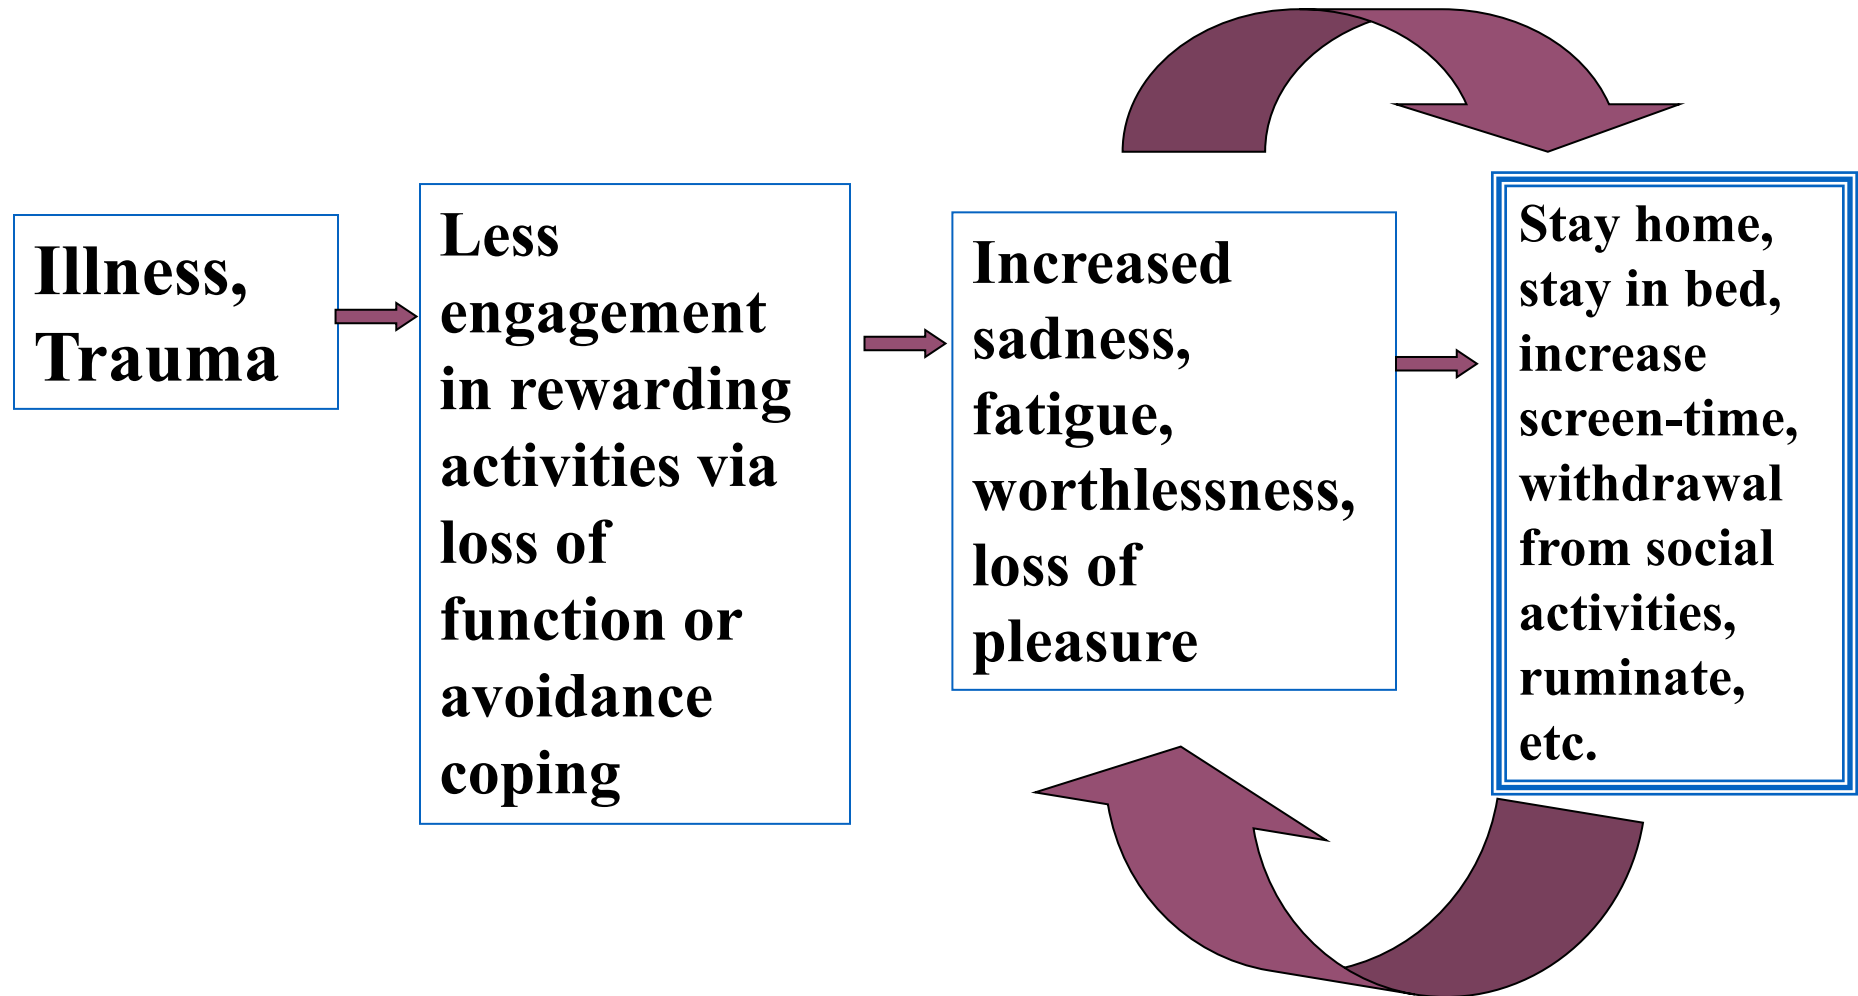 Illness,
Trauma
Less
engagement
in rewarding
activities via
loss of
function or
avoidance
coping
Increased
sadness,
fatigue,
worthlessness,
loss of
pleasure
Stay home,
stay in bed,
increase
screen-time,
withdrawal
from social
activities,
ruminate,
etc.